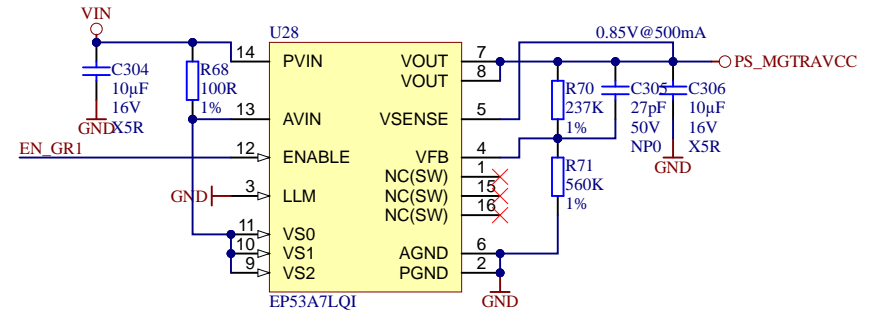 VIN
U28
0.85V@500mA
14
PVIN
VOUT
7
PS_MGTRAVCC
VOUT
8
C304
10µF
16V
X5R
GND
R68
100R
1%
R70
237K
1%
C305
27pF
50V
NP0
C306
10µF
16V
X5R
GND
13
AVIN
VSENSE
5
EN_GR1
12
ENABLE
VFB
4
NC(SW)
1
R71
560K
1%
GND
3
LLM
NC(SW)
15
NC(SW)
16
11
VS0
10
VS1
AGND
6
9
VS2
PGND
2
EP53A7LQI
GND